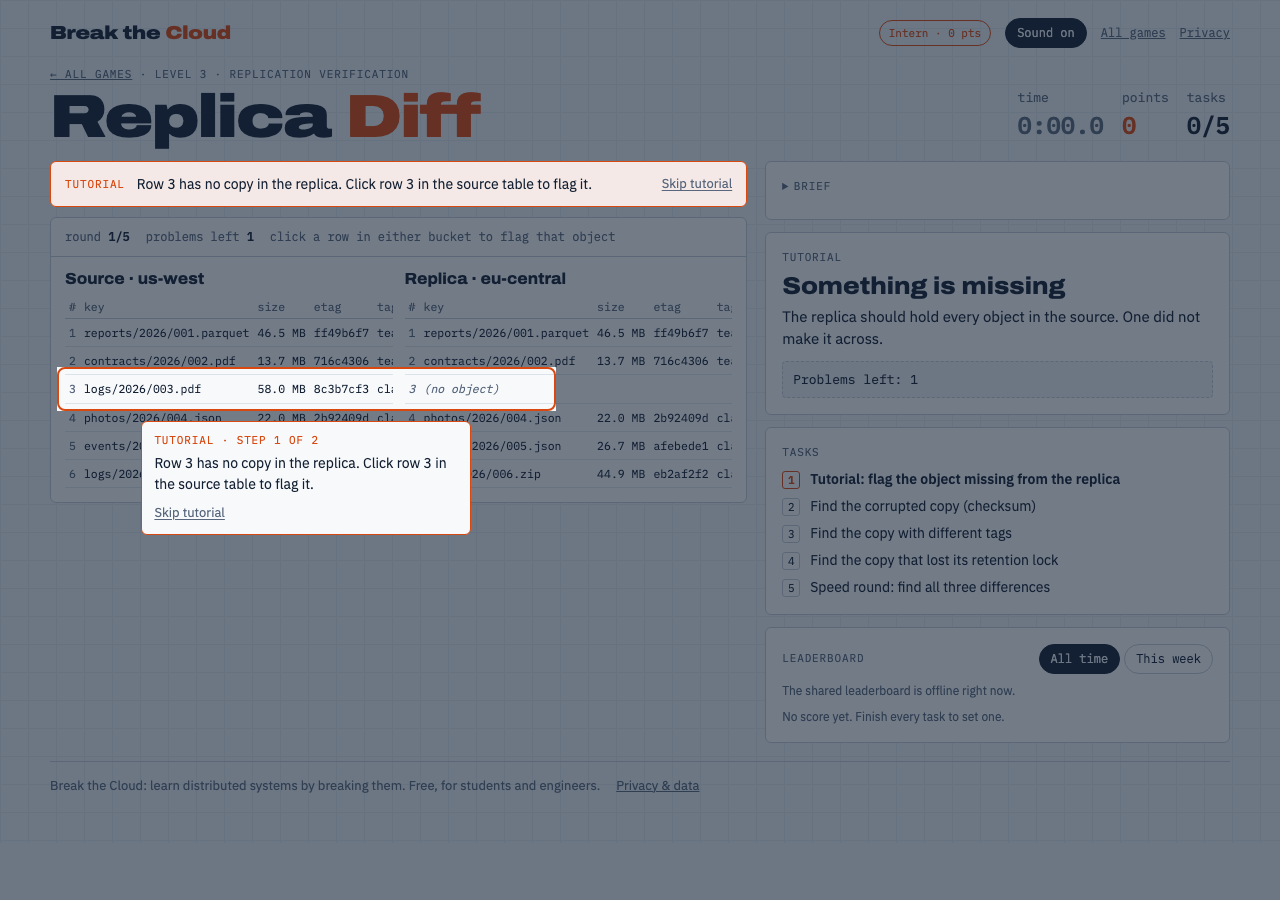 Break the Cloud
Intern · 0 pts
Sound on
All games
Privacy
← ALL GAMES · LEVEL 3 · REPLICATION VERIFICATION
Replica Diff
time points tasks
0:00.0 0 0/5
TUTORIAL Row 3 has no copy in the replica. Click row 3 in the source table to flag it. Skip tutorial
round 1/5 problems left 1 click a row in either bucket to flag that object
Source · us-west
# key size etag
1 reports/2026/001.parquet 46.5 MB ff49b6f7
2 contracts/2026/002.pdf 13.7 MB 716c4306
3 logs/2026/003.pdf 58.0 MB 8c3b7cf3
4 photos/2026/004.json 22.0 MB 2b92409d
5 events/20
6 logs/2026
Replica · eu-central
# key size etag
1 reports/2026/001.parquet 46.5 MB ff49b6f7
2 contracts/2026/002.pdf 13.7 MB 716c4306
3 (no object)
4 photos/2026/004.json 22.0 MB 2b92409d
2026/005.json 26.7 MB afebede1
26/006.zip 44.9 MB eb2af2f2
TUTORIAL · STEP 1 OF 2
Row 3 has no copy in the replica. Click row 3 in
the source table to flag it.
Skip tutorial
BRIEF
TUTORIAL
Something is missing
The replica should hold every object in the source. One did not
make it across.
Problems left: 1
TASKS
1 Tutorial: flag the object missing from the replica
2 Find the corrupted copy (checksum)
3 Find the copy with different tags
4 Find the copy that lost its retention lock
5 Speed round: find all three differences
LEADERBOARD
All time
This week
The shared leaderboard is offline right now.
No score yet. Finish every task to set one.
Break the Cloud: learn distributed systems by breaking them. Free, for students and engineers. Privacy & data